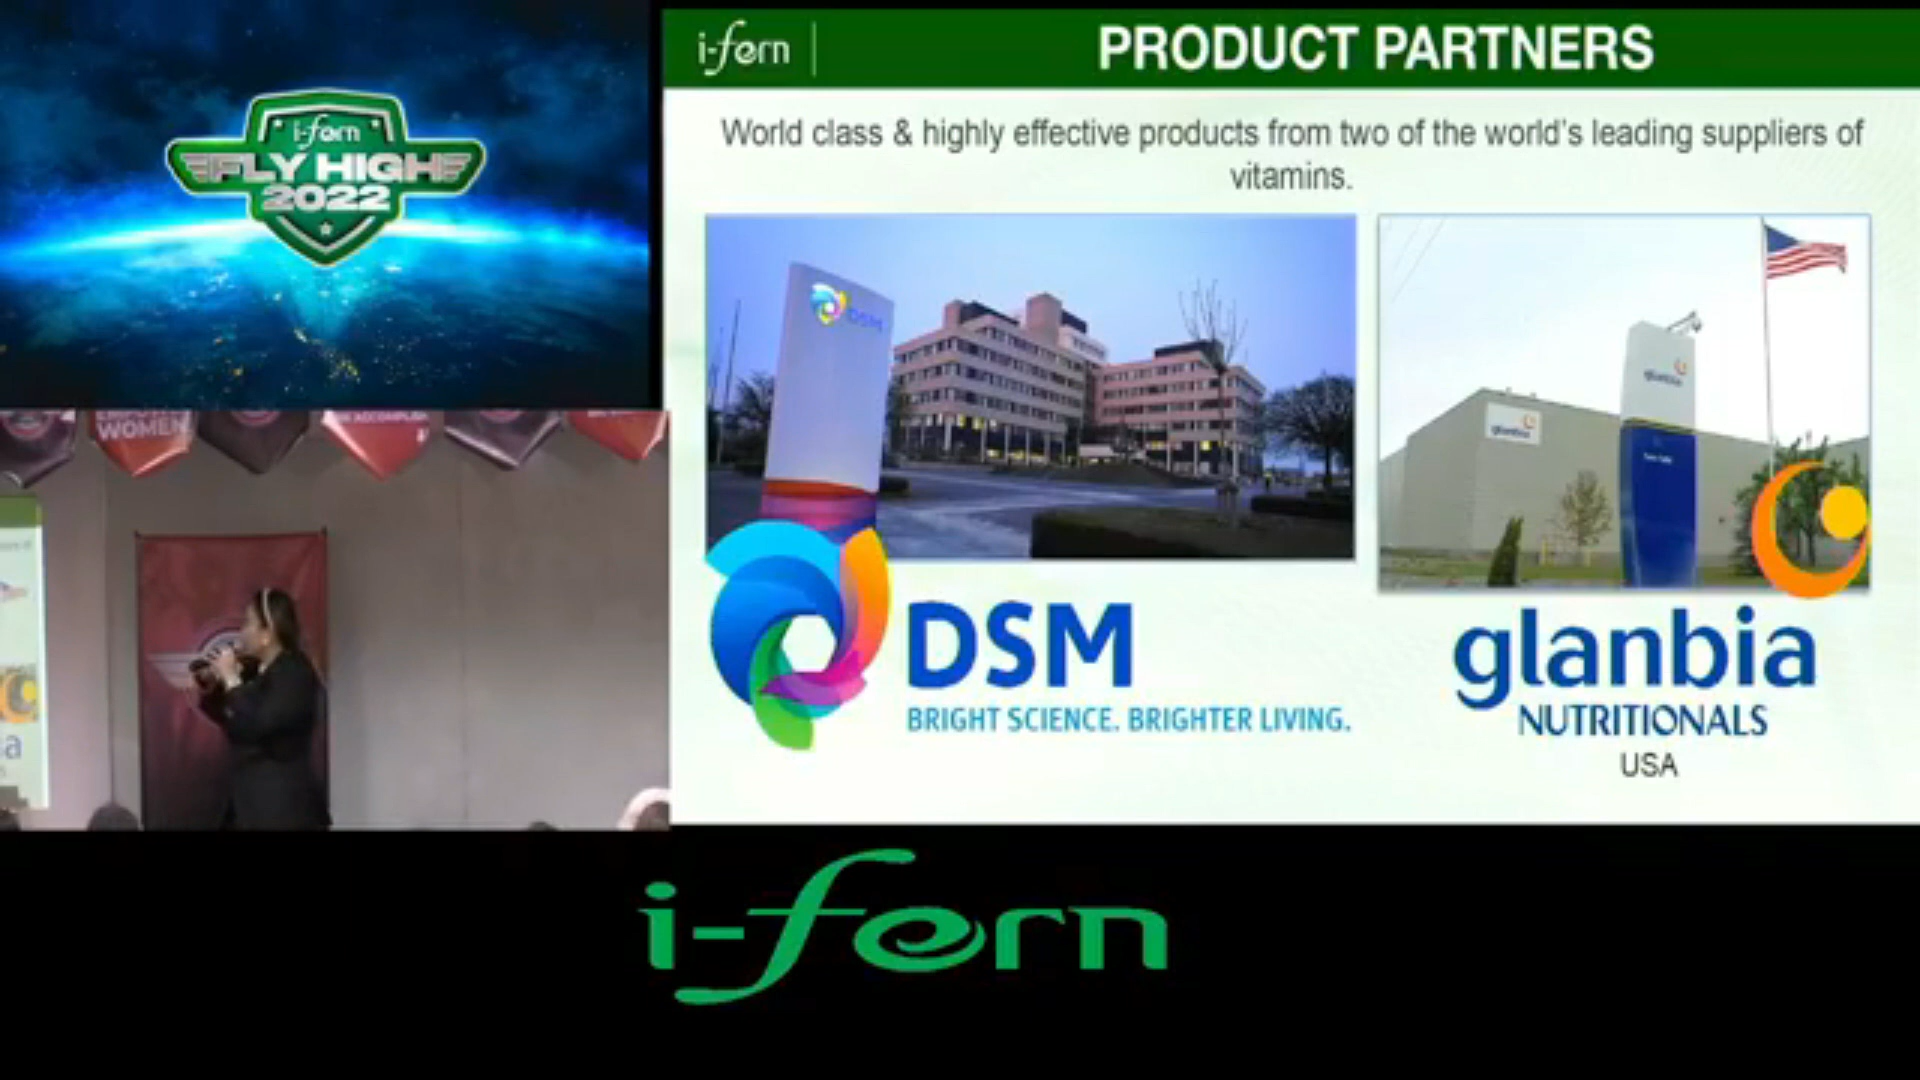 i-fern
FLY HIGH
2022
WOMEN
i-fern
PRODUCT PARTNERS
World class & highly effective products from two of the world's leading suppliers of
vitamins.
DSM
glanbia
glanbia
DSM
BRIGHT SCIENCE. BRIGHTER LIVING.
glanbia
NUTRITIONALS
USA
i-fern